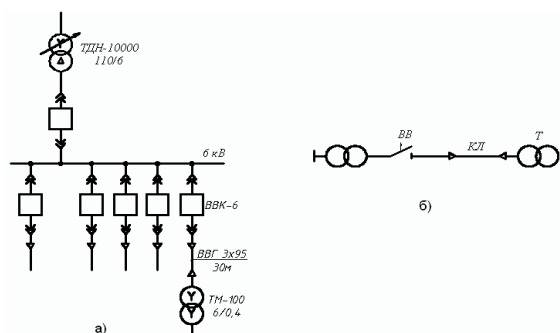 ТДН-10000
110/6
6 кВ
ВВК-6
ВВГ 3х95
30м
ТМ-100
6/0,4
а)
ВВ
КЛ
Т
б)